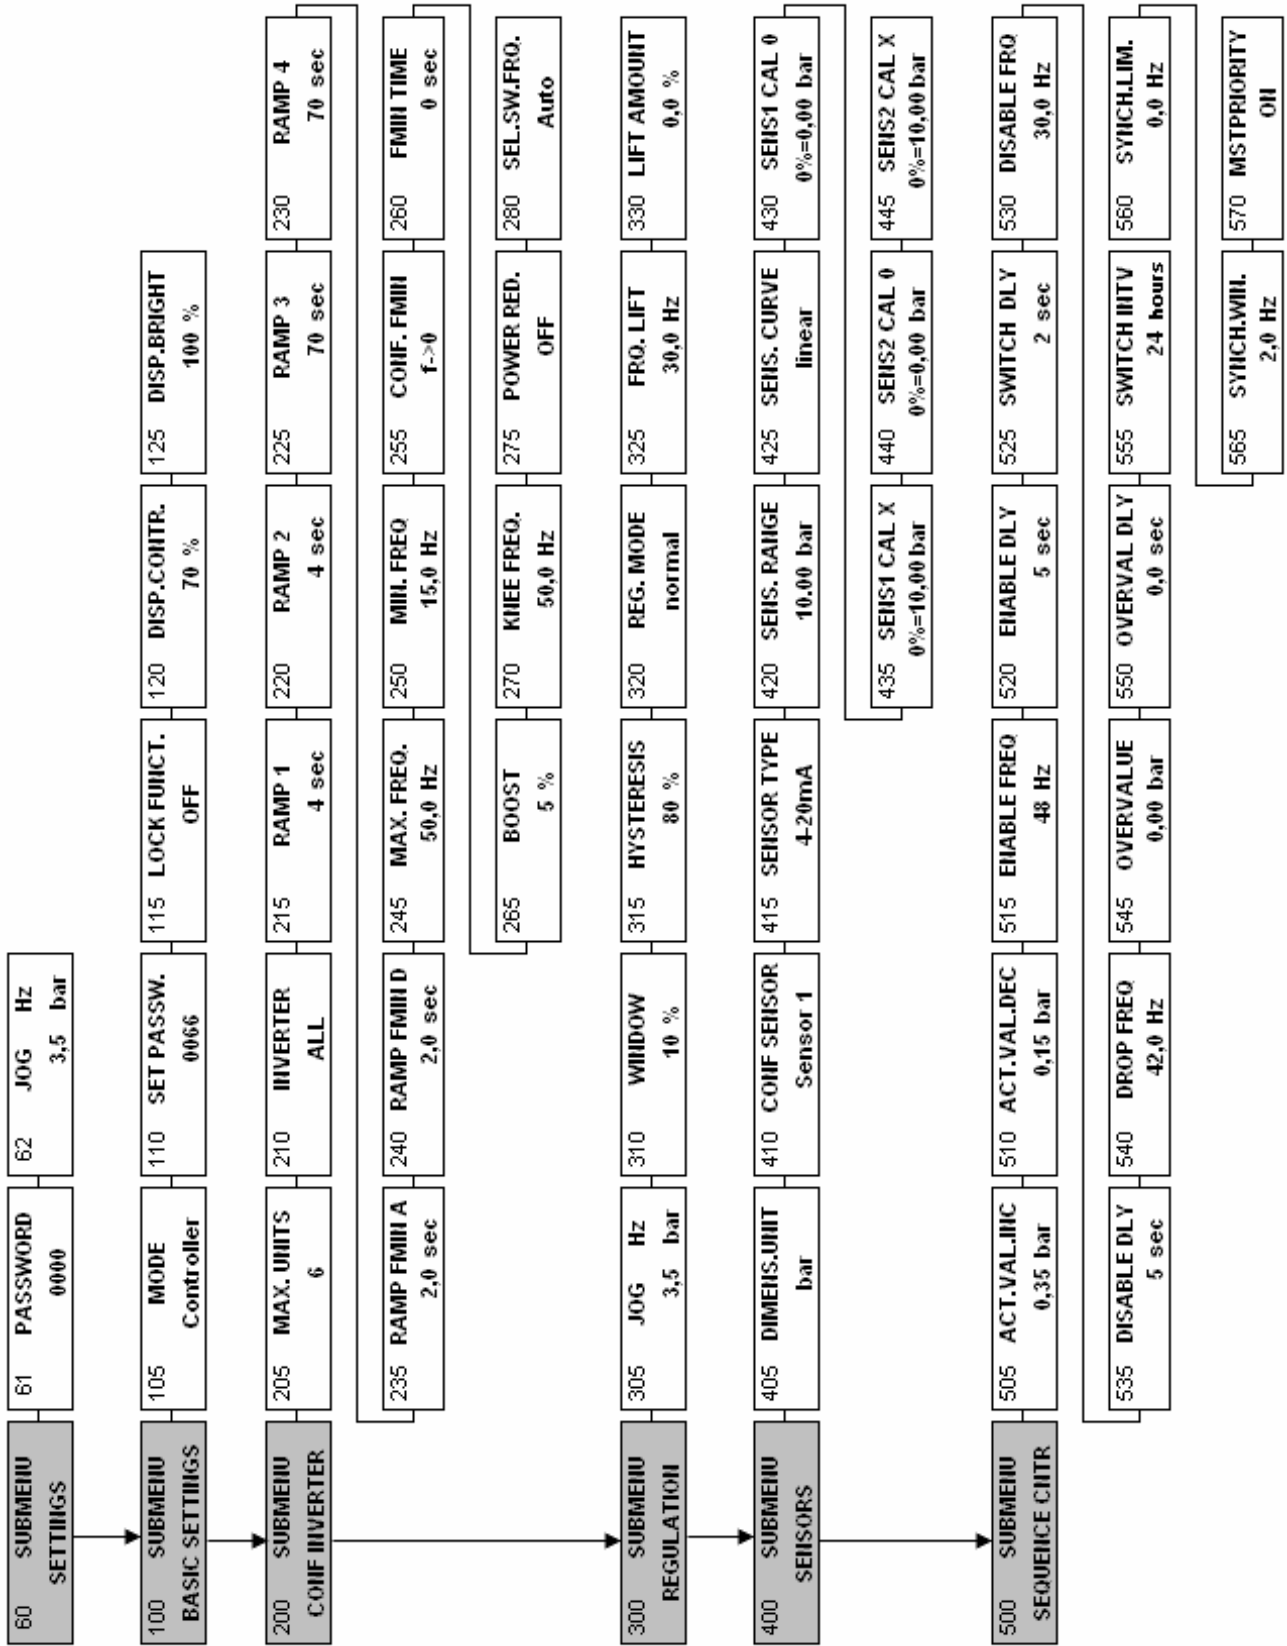 60 SUBMENU
SETTINGS
61 PASSWORD
0000
62 JOG Hz
3,5 bar
100 SUBMENU
BASIC SETTINGS
105 MODE
Controller
110 SET PASSW.
0066
115 LOCK FUNCT.
OFF
120 DISP.CONTR.
70 %
125 DISP.BRIGHT
100 %
200 SUBMENU
CONF INVERTER
205 MAX. UNITS
6
210 INVERTER
ALL
215 RAMP 1
4 sec
220 RAMP 2
4 sec
225 RAMP 3
70 sec
230 RAMP 4
70 sec
235 RAMP FMIN A
2,0 sec
240 RAMP FMIN D
2,0 sec
245 MAX. FREQ.
50,0 Hz
250 MIN. FREQ
15,0 Hz
255 CONF. FMIN
f->0
260 FMIN TIME
0 sec
265 BOOST
5 %
270 KNEE FREQ.
50,0 Hz
275 POWER RED.
OFF
280 SEL.SW.FRQ.
Auto
300 SUBMENU
REGULATION
305 JOG Hz
3,5 bar
310 WINDOW
10 %
315 HYSTERESIS
80 %
320 REG. MODE
normal
325 FRQ. LIFT
30,0 Hz
330 LIFT AMOUNT
0,0 %
400 SUBMENU
SENSORS
405 DIMENS.UNIT
bar
410 CONF SENSOR
Sensor 1
415 SENSOR TYPE
4-20mA
420 SENS. RANGE
10.00 bar
425 SENS. CURVE
linear
430 SENS1 CAL 0
0%=0,00 bar
435 SENS1 CAL X
0%=10,00bar
440 SENS2 CAL 0
0%=0,00 bar
445 SENS2 CAL X
0%=10,00 bar
500 SUBMENU
SEQUENCE CNTR
505 ACT.VAL.INC
0,35 bar
510 ACT.VAL.DEC
0,15 bar
515 ENABLE FREQ
48 Hz
520 ENABLE DLY
5 sec
525 SWITCH DLY
2 sec
530 DISABLE FRQ
30,0 Hz
535 DISABLE DLY
5 sec
540 DROP FREQ
42,0 Hz
545 OVERVALUE
0,00 bar
550 OVERVAL DLY
0,0 sec
555 SWITCH INTV
24 hours
560 SYNCH.LIM.
0,0 Hz
565 SYNCH.WIN.
2,0 Hz
570 MSTPRIORITY
ON